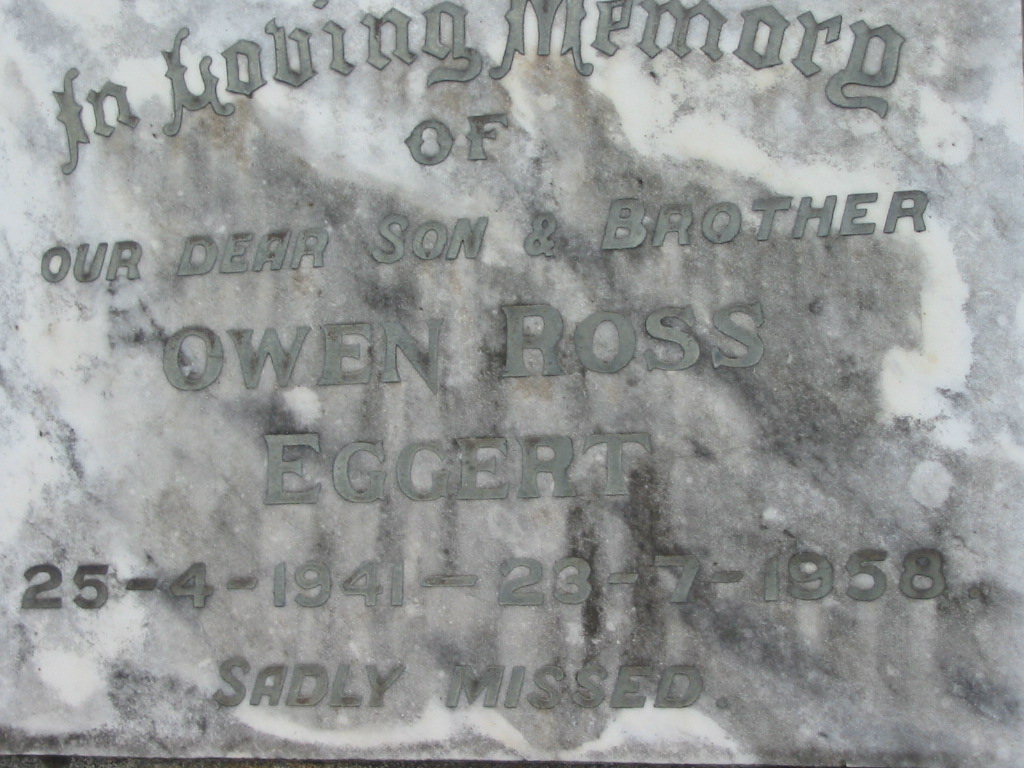 In Loving Memory
OF
OUR DEAR SON & BROTHER
OWEN ROSS
EGGERT
25-4-1941 - 23-7-1958.
SADLY MISSED.